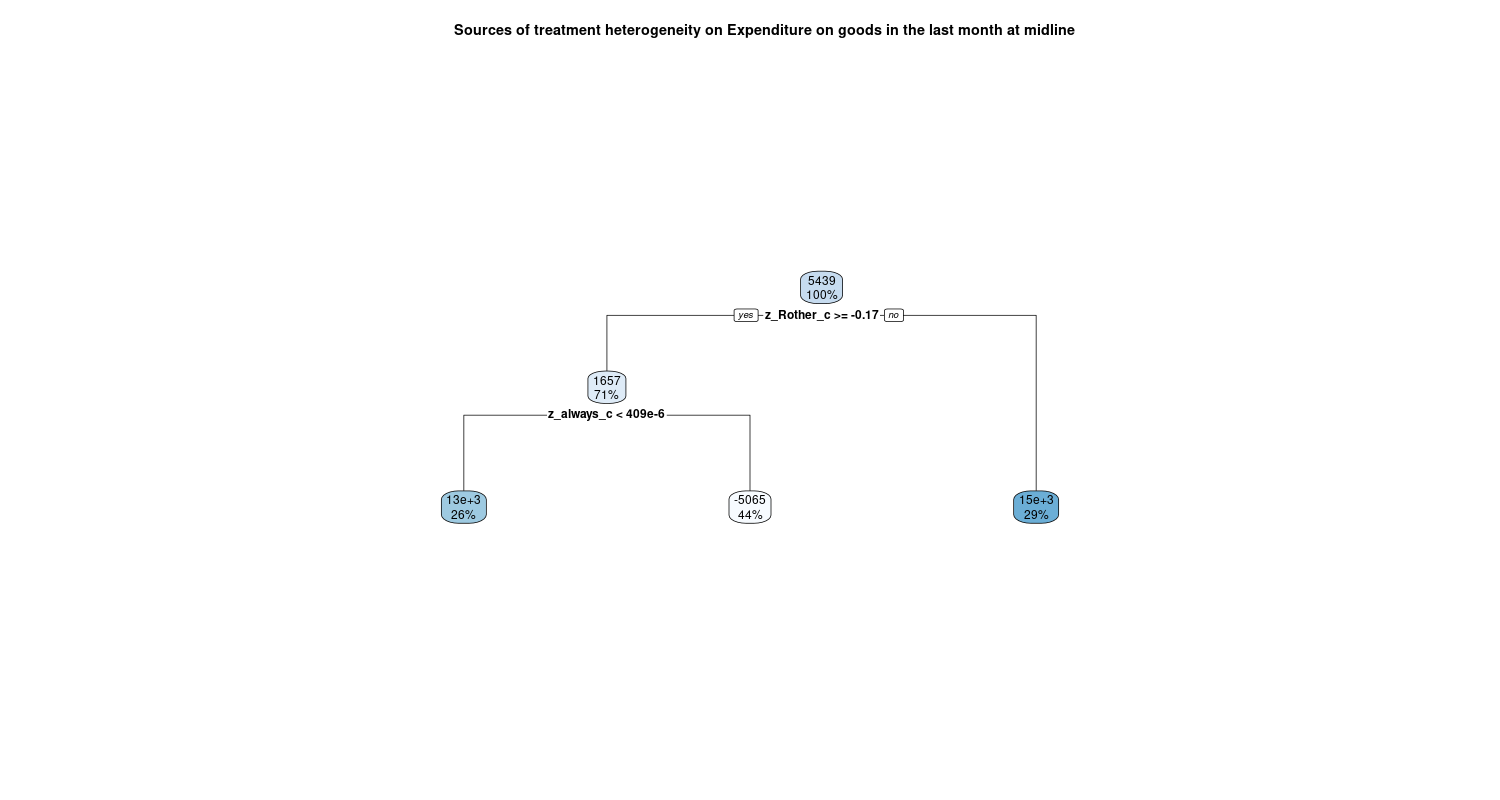 Sources of treatment heterogeneity on Expenditure on goods in the last month at midline
5439
100%
yes z_Rother_c >= -0.17 no
1657
71%
z_always_c < 409e-6
13e+3
26%
-5065
44%
15e+3
29%